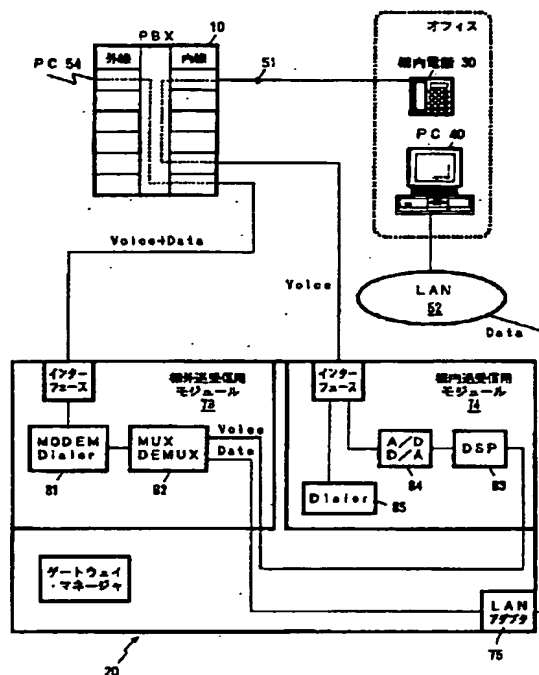 PBX
10
外線
内線
PC 54
51
オフィス
構内電話 30
PC 40
LAN
52
Data
Voice+Data
Voice
インター
フェース
構外送受信用
モジュール
73
インター
フェース
構内送受信用
モジュール
74
MODEM
Dialer
81
MUX
DEMUX
82
Voice
Data
A/D
D/A
84
DSP
83
Dialer
85
ゲートウェイ
・マネージャ
LAN
アダプタ
75
20